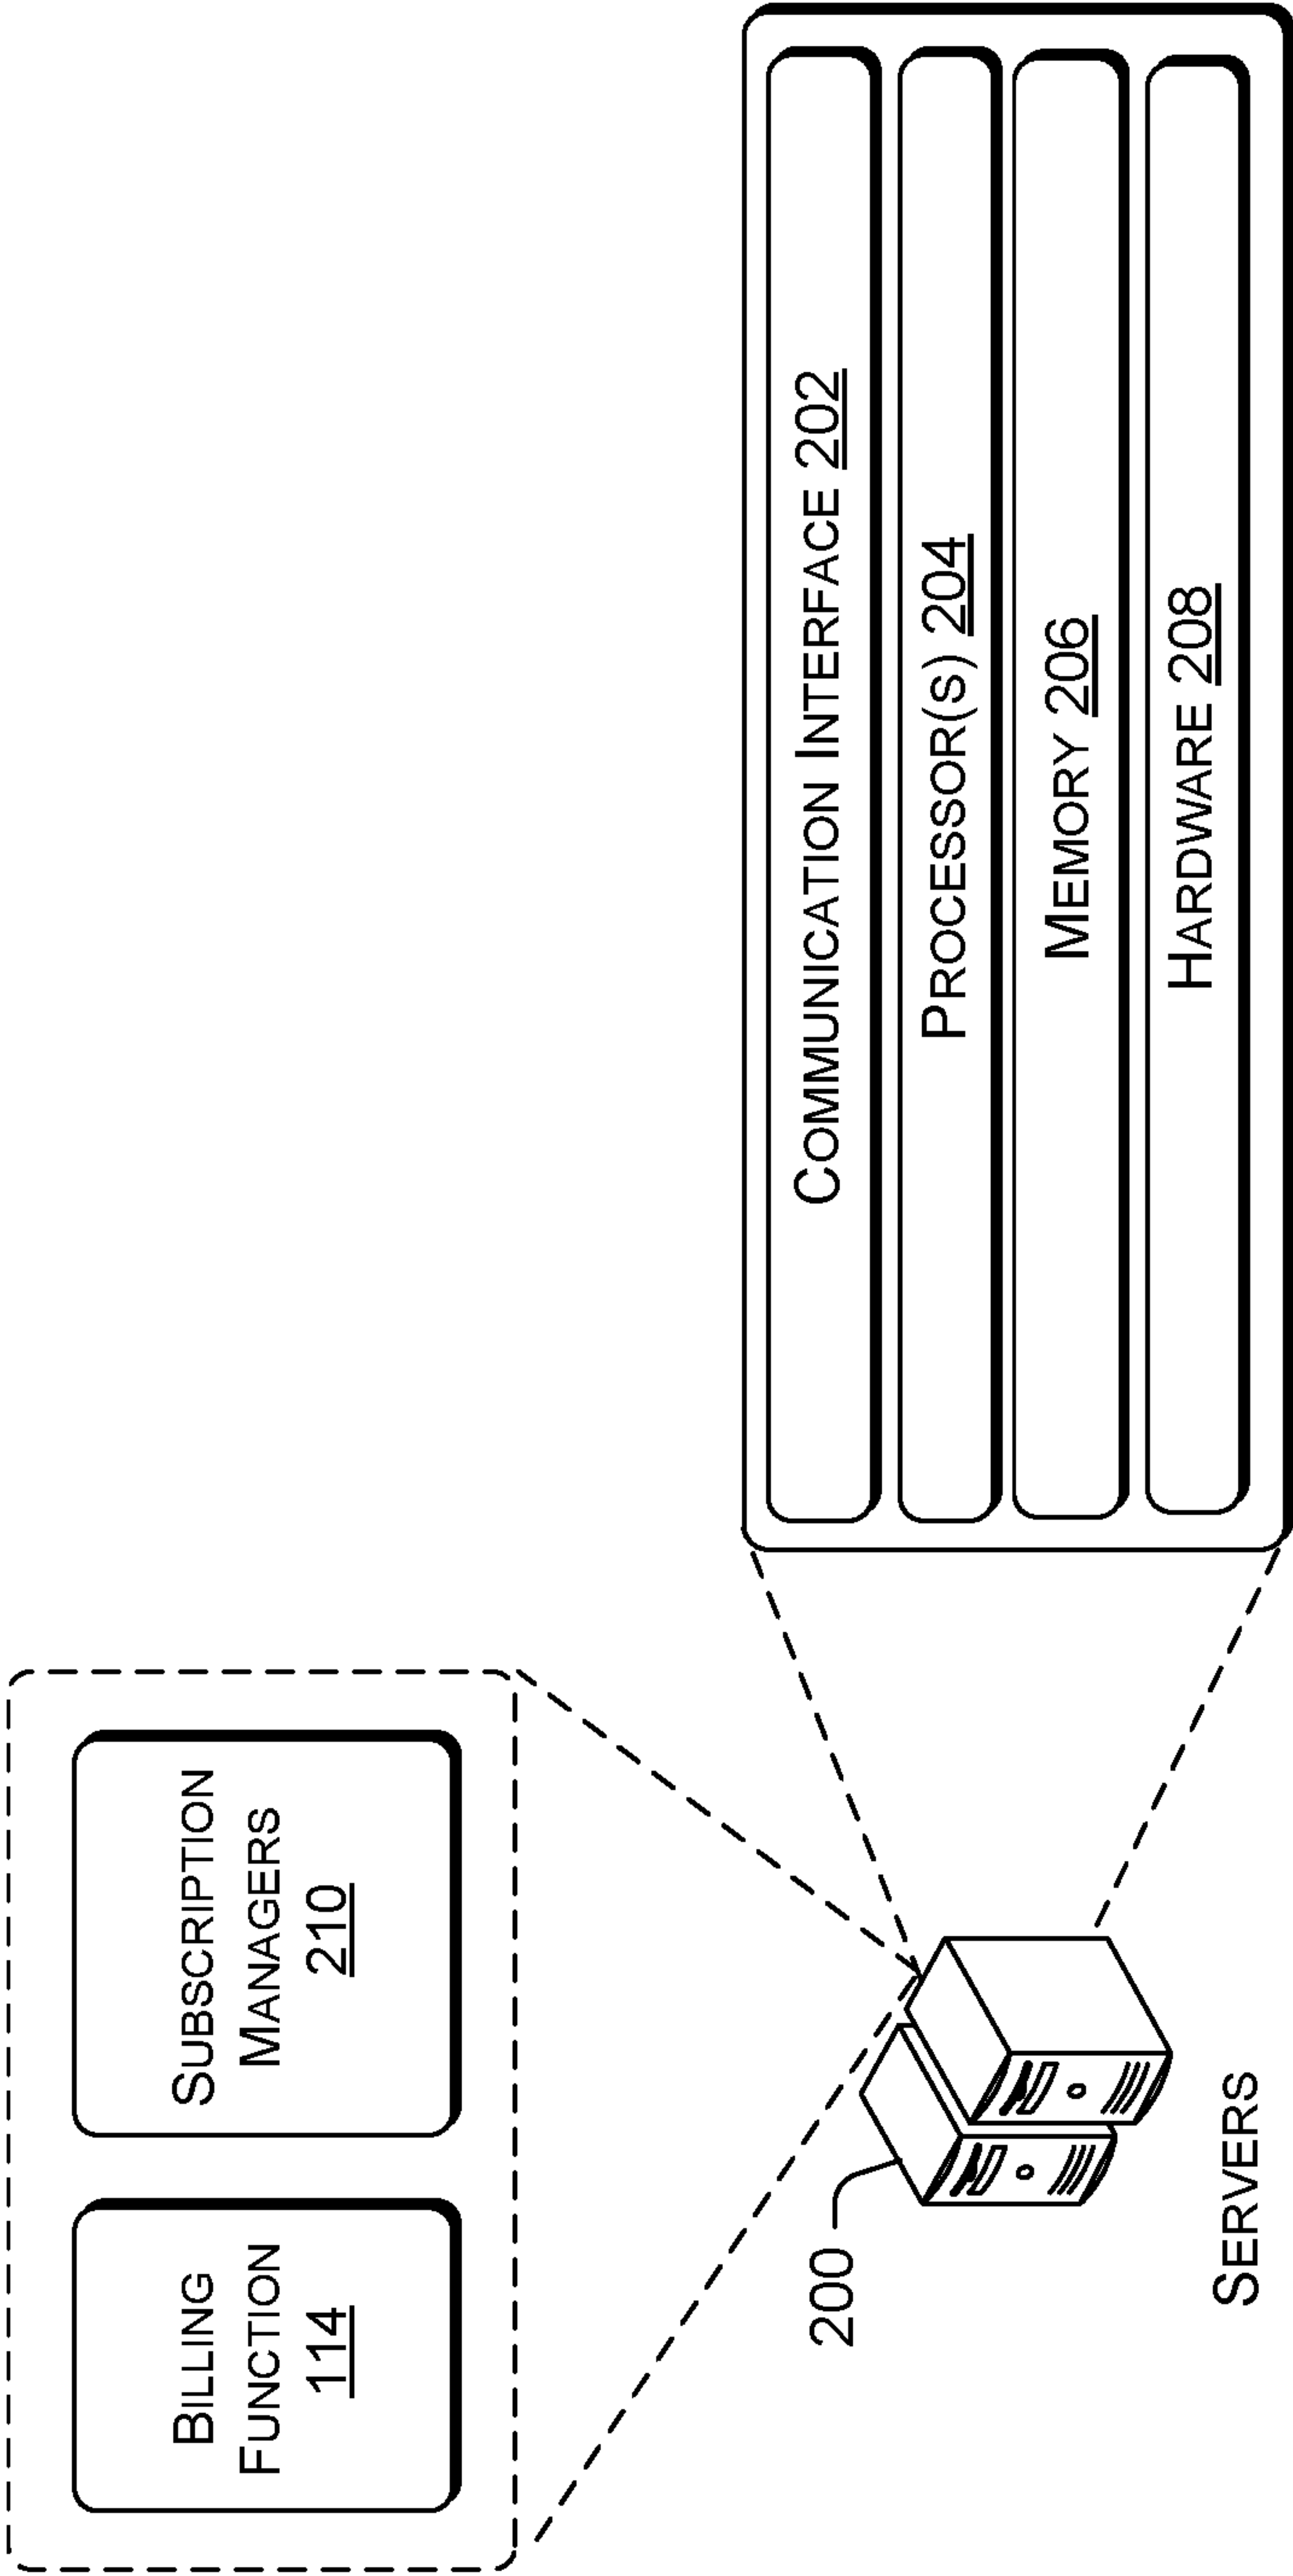 BILLING
FUNCTION
114
SUBSCRIPTION
MANAGERS
210
200
SERVERS
COMMUNICATION INTERFACE 202
PROCESSOR(S) 204
MEMORY 206
HARDWARE 208